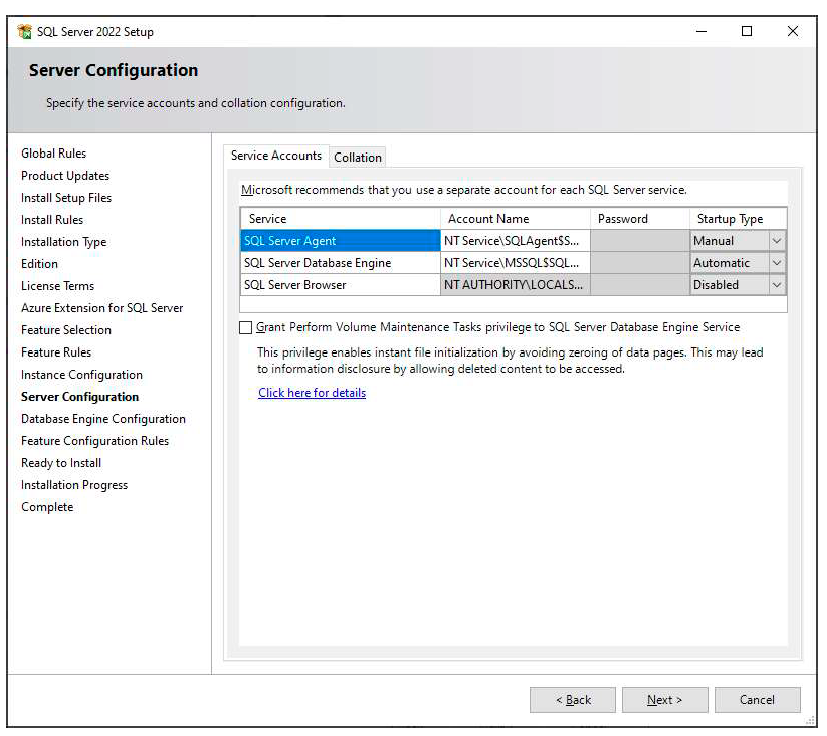 SQL Server 2022 Setup
Server Configuration
Specify the service accounts and collation configuration.
Global Rules
Product Updates
Install Setup Files
Install Rules
Installation Type
Edition
License Terms
Azure Extension for SQL Server
Feature Selection
Feature Rules
Instance Configuration
Server Configuration
Database Engine Configuration
Feature Configuration Rules
Ready to Install
Installation Progress
Complete
Service Accounts Collation
Microsoft recommends that you use a separate account for each SQL Server service.
Service Account Name Password Startup Type
SQL Server Agent NT Service\SQLAgent$S... Manual
SQL Server Database Engine NT Service\MSSQL$SQL... Automatic
SQL Server Browser NT AUTHORITY\LOCALS... Disabled
Grant Perform Volume Maintenance Tasks privilege to SQL Server Database Engine Service
This privilege enables instant file initialization by avoiding zeroing of data pages. This may lead
to information disclosure by allowing deleted content to be accessed.
Click here for details
< Back Next > Cancel